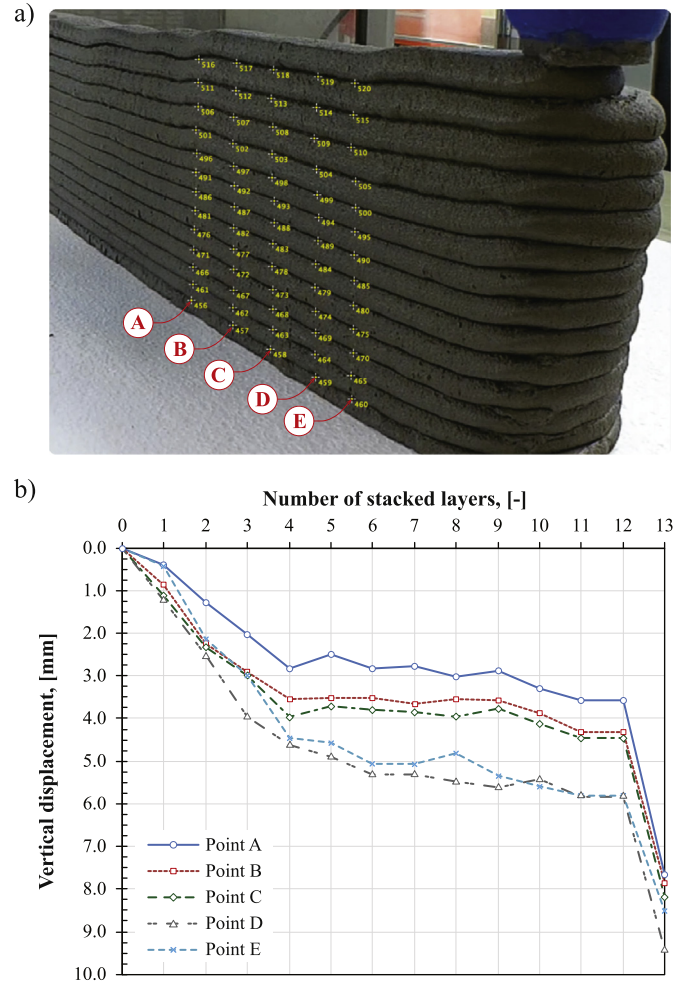 a)
516 517 518 519 520
511 512 513 514 515
506 507 508 509 510
501 502 503 504 505
496 497 498 499 500
491 492 493 494 495
486 487 488 489 490
481 482 483 484 485
476 477 478 479 480
471 472 473 474 475
466 467 468 469 470
461 462 463 464 465
456 457 458 459 460
A
B
C
D
E
b)
Number of stacked layers, [-]
0 1 2 3 4 5 6 7 8 9 10 11 12 13
Vertical displacement, [mm]
0.0
1.0
2.0
3.0
4.0
5.0
6.0
7.0
8.0
9.0
10.0
Point A
Point B
Point C
Point D
Point E